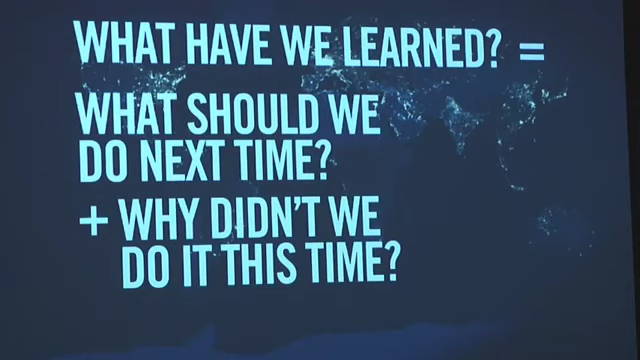 WHAT HAVE WE LEARNED? =
WHAT SHOULD WE
DO NEXT TIME?
+ WHY DIDN'T WE
DO IT THIS TIME?